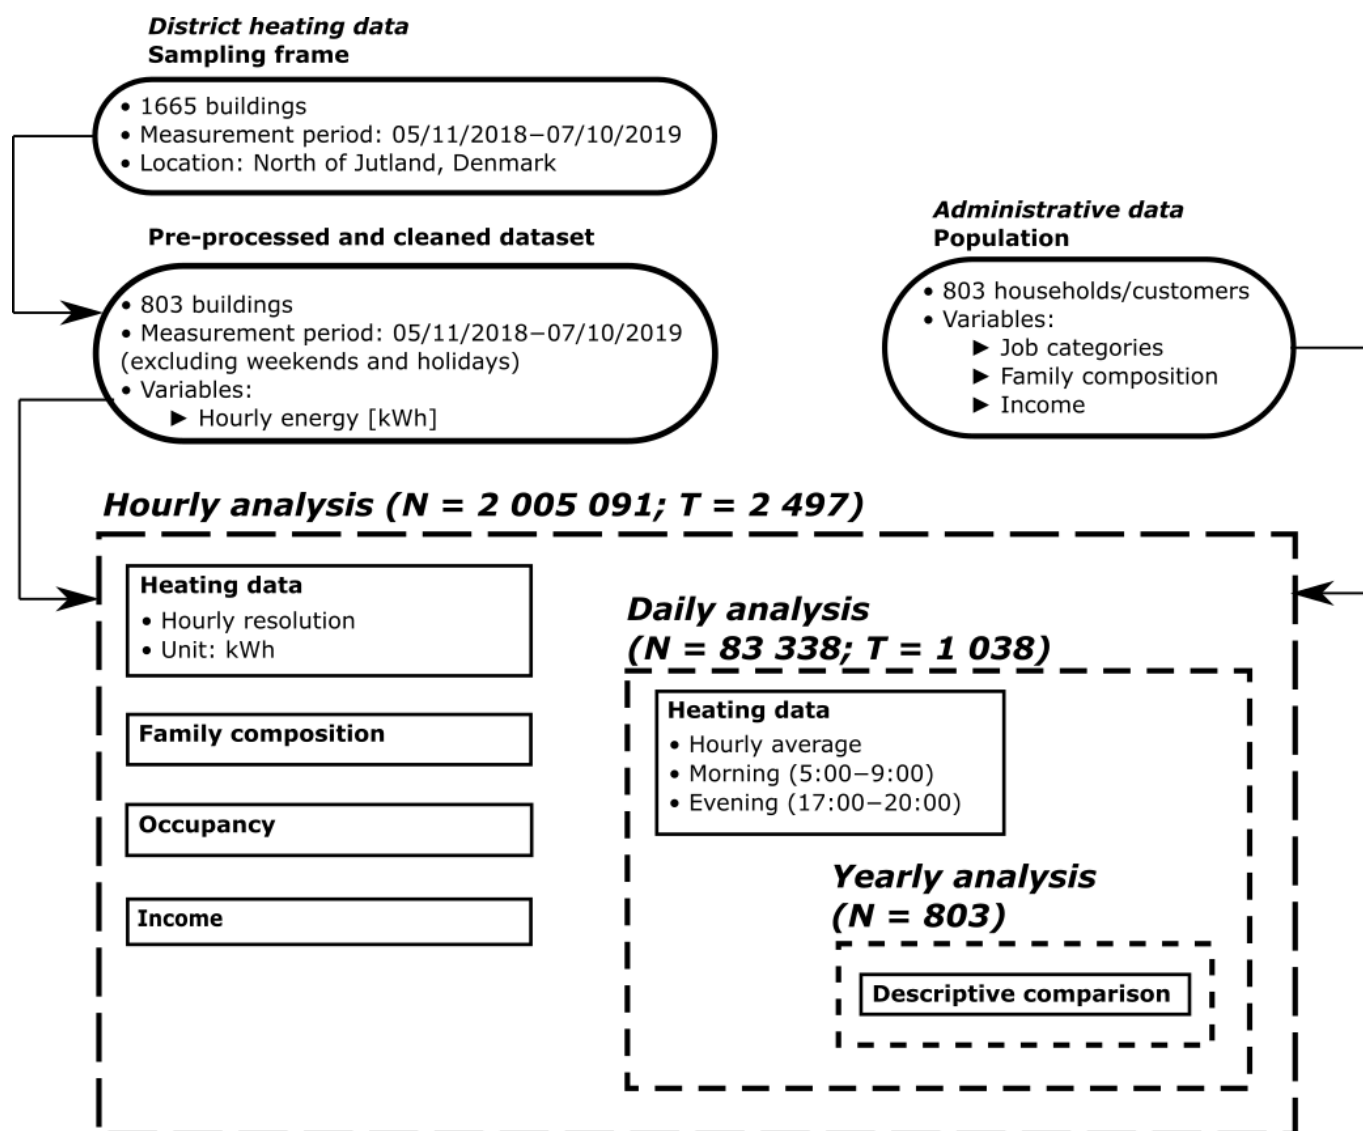 District heating data
Sampling frame
• 1665 buildings
• Measurement period: 05/11/2018−07/10/2019
• Location: North of Jutland, Denmark
Pre-processed and cleaned dataset
• 803 buildings
• Measurement period: 05/11/2018−07/10/2019
(excluding weekends and holidays)
• Variables:
► Hourly energy [kWh]
Administrative data
Population
• 803 households/customers
• Variables:
► Job categories
► Family composition
► Income
Hourly analysis (N = 2 005 091; T = 2 497)
Heating data
• Hourly resolution
• Unit: kWh
Family composition
Occupancy
Income
Daily analysis
(N = 83 338; T = 1 038)
Heating data
• Hourly average
• Morning (5:00−9:00)
• Evening (17:00−20:00)
Yearly analysis
(N = 803)
Descriptive comparison